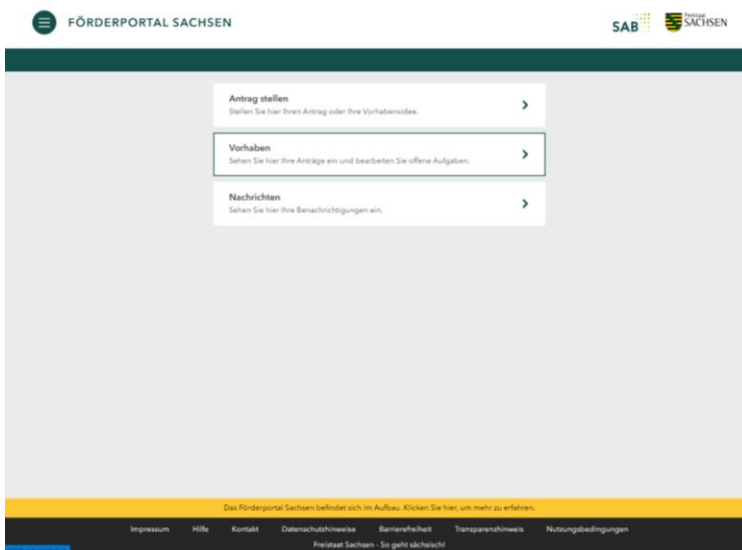 FÖRDERPORTAL SACHSEN
SAB
Freistaat
SACHSEN
Antrag stellen
Stellen Sie hier Ihren Antrag oder Ihre Vorhabensidee.
Vorhaben
Sehen Sie hier Ihre Anträge ein und bearbeiten Sie offene Aufgaben.
Nachrichten
Sehen Sie hier Ihre Benachrichtigungen ein.
Das Förderportal Sachsen befindet sich im Aufbau. Klicken Sie hier, um mehr zu erfahren.
Impressum Hilfe Kontakt Datenschutzhinweise Barrierefreiheit Transparenzhinweis Nutzungsbedingungen
Freistaat Sachsen - So geht sächsisch!